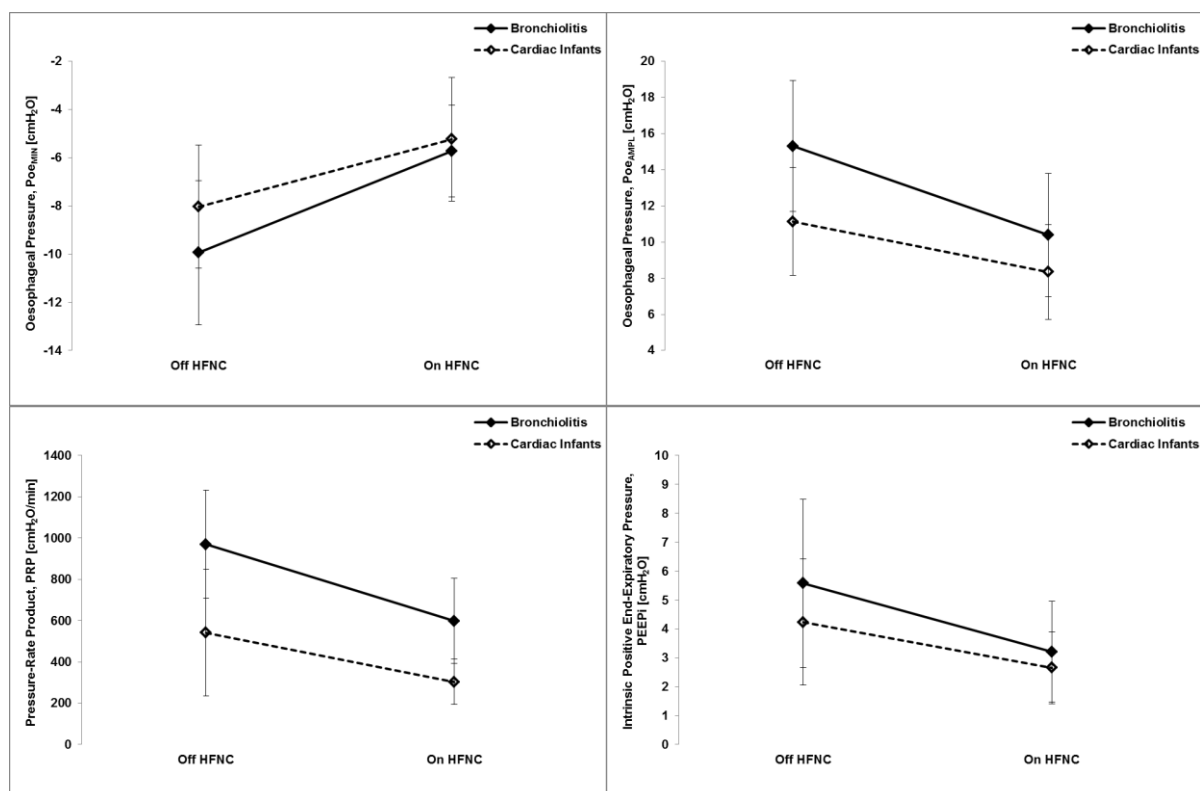 Bronchiolitis
Cardiac Infants
Oesophageal Pressure, Poe_MIN [cmH₂O]
-2
-4
-6
-8
-10
-12
-14
Off HFNC
On HFNC
Bronchiolitis
Cardiac Infants
Oesophageal Pressure, Poe_AMPL [cmH₂O]
20
18
16
14
12
10
8
6
4
Off HFNC
On HFNC
Bronchiolitis
Cardiac Infants
Pressure-Rate Product, PRP [cmH₂O/min]
1400
1200
1000
800
600
400
200
0
Off HFNC
On HFNC
Bronchiolitis
Cardiac Infants
Intrinsic Positive End-Expiratory Pressure,
PEEPi [cmH₂O]
10
9
8
7
6
5
4
3
2
1
0
Off HFNC
On HFNC